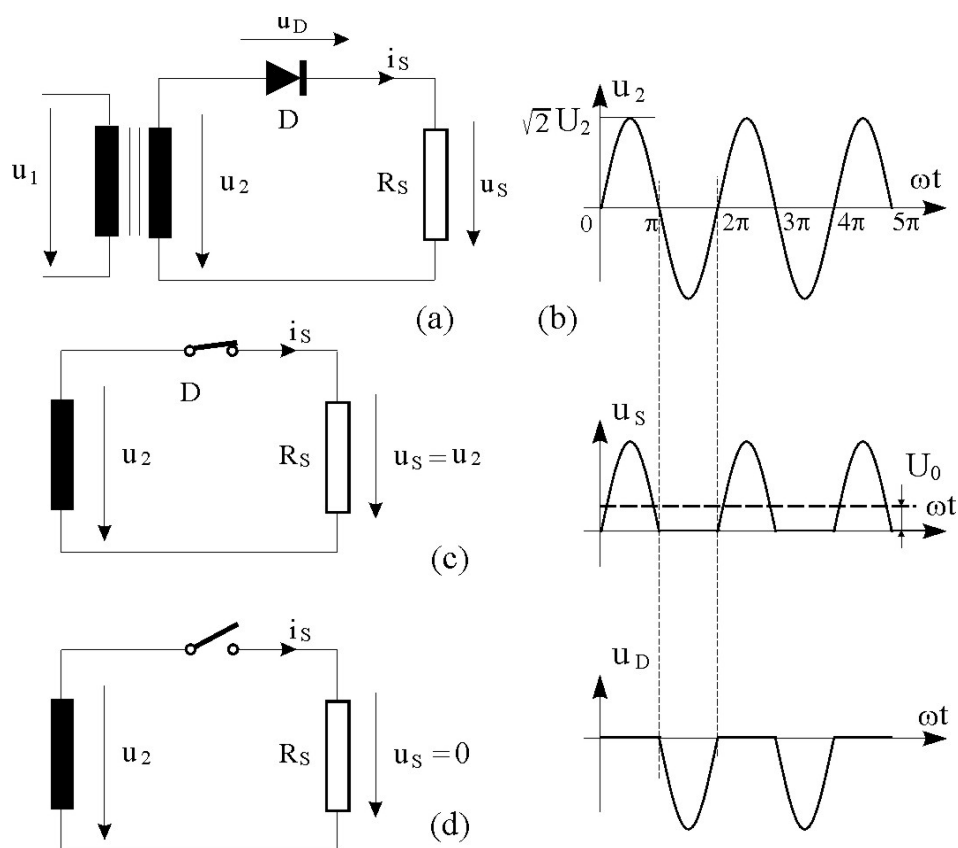 u_D
i_S
D
u_1
u_2
R_S
u_S
(a)
u_2
√2 U_2
ωt
0 π 2π 3π 4π 5π
(b)
i_S
D
u_2
R_S
u_S = u_2
(c)
u_S
U_0
ωt
i_S
u_2
R_S
u_S = 0
(d)
u_D
ωt